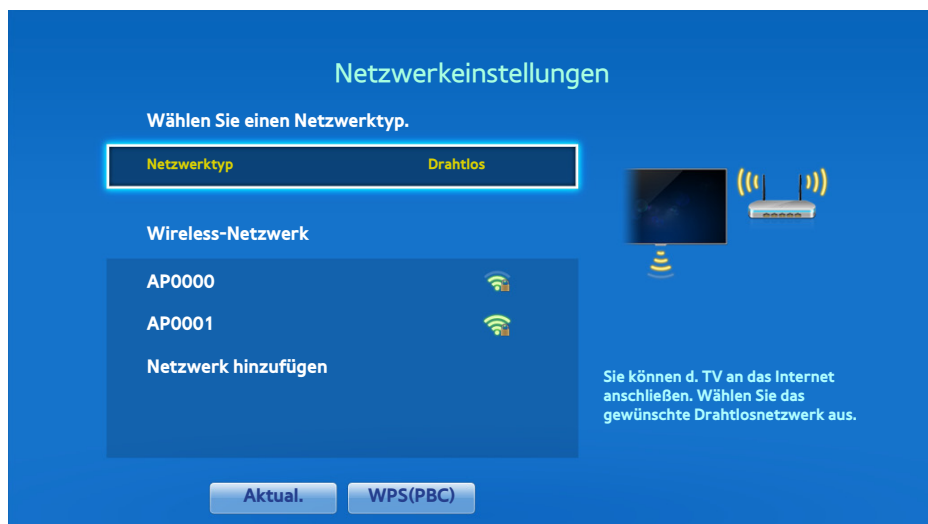 Netzwerkeinstellungen
Wählen Sie einen Netzwerktyp.
Netzwerktyp Drahtlos
Wireless-Netzwerk
AP0000
AP0001
Netzwerk hinzufügen
Sie können d. TV an das Internet
anschließen. Wählen Sie das
gewünschte Drahtlosnetzwerk aus.
Aktual. WPS(PBC)